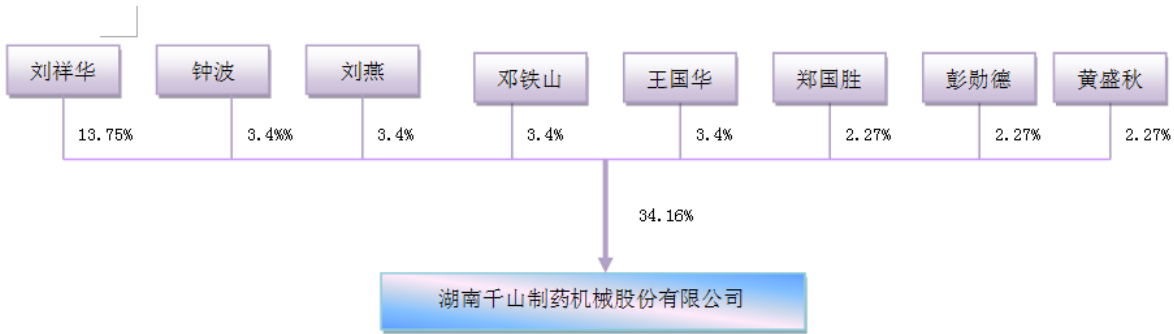 刘祥华 钟波 刘燕 邓铁山 王国华 郑国胜 彭勋德 黄盛秋
13.75% 3.4%% 3.4% 3.4% 3.4% 2.27% 2.27% 2.27%
34.16%
湖南千山制药机械股份有限公司